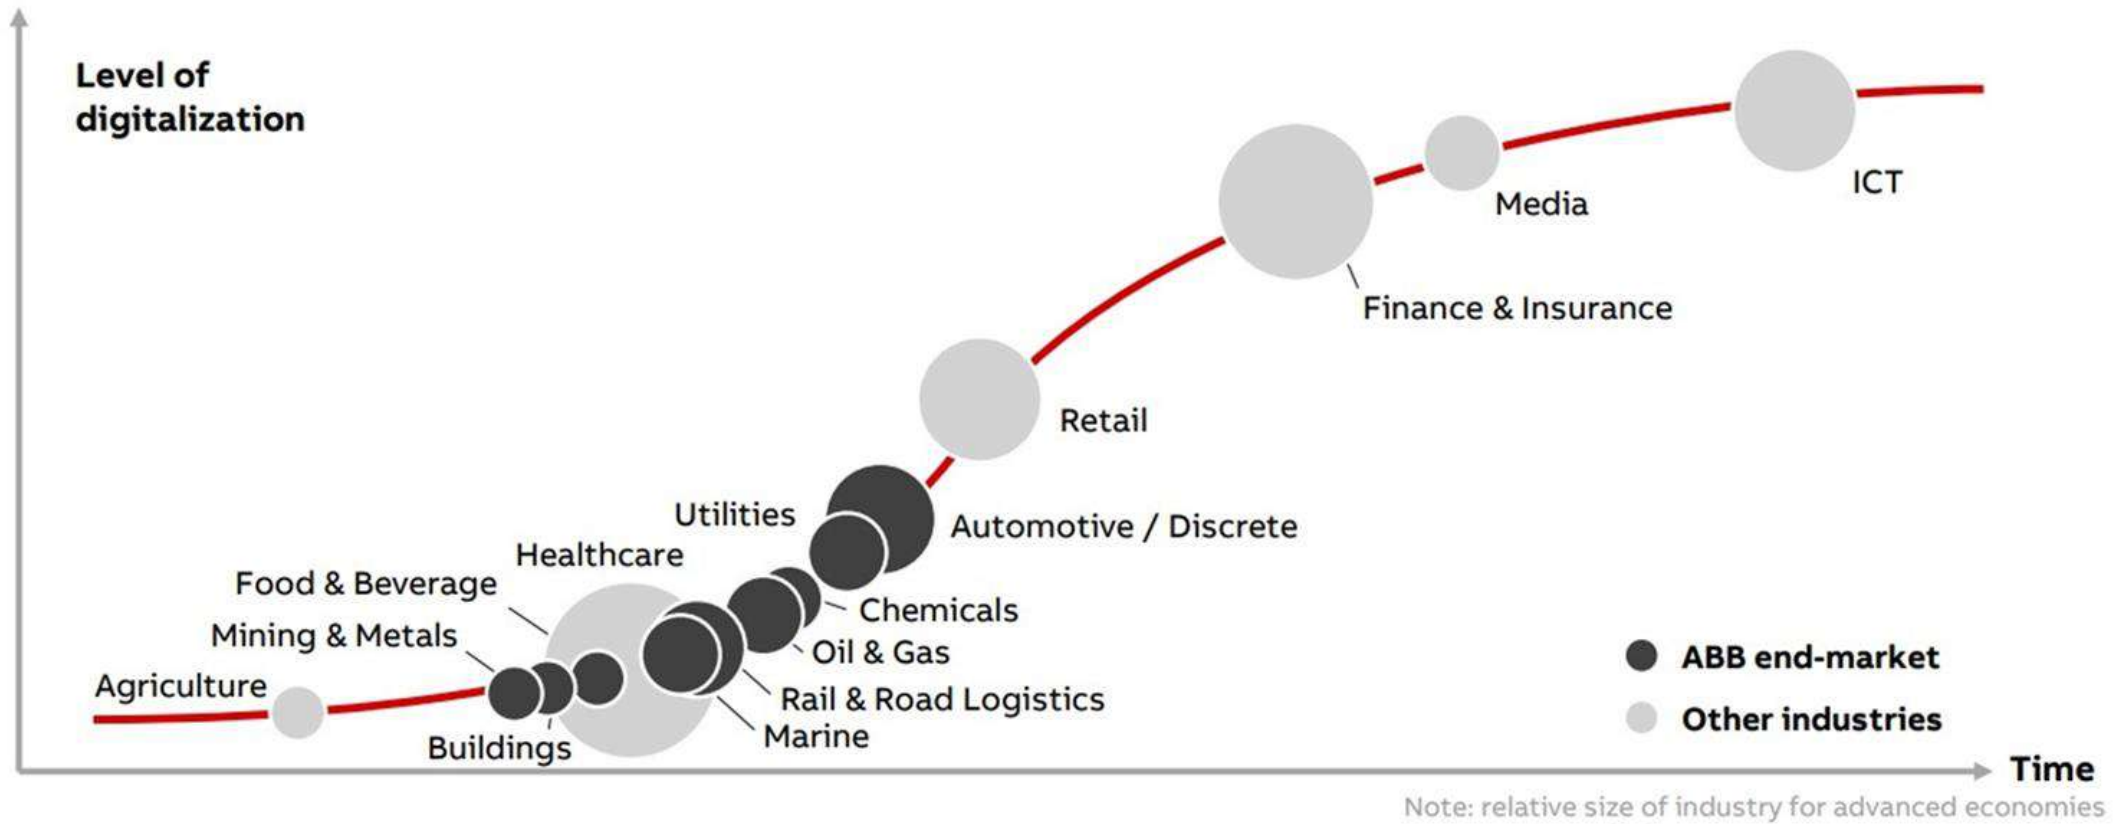 Level of
digitalization
ICT
Media
Finance & Insurance
Retail
Utilities
Automotive / Discrete
Healthcare
Food & Beverage
Chemicals
Mining & Metals
Oil & Gas
ABB end-market
Agriculture
Rail & Road Logistics
Other industries
Marine
Buildings
Time
Note: relative size of industry for advanced economies